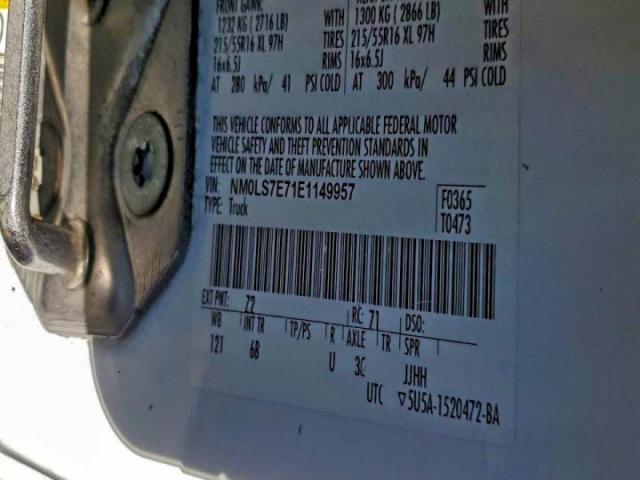 FRONT GAWR:
1232 KG ( 2716 LB)
WITH
1300 KG ( 2866 LB)
WITH
215/55R16 XL 97H
TIRES
215/55R16 XL 97H
TIRES
16x6.5J
RIMS
16x6.5J
RIMS
AT 280 kPa/ 41 PSI COLD
AT 300 kPa/ 44 PSI COLD
THIS VEHICLE CONFORMS TO ALL APPLICABLE FEDERAL MOTOR
VEHICLE SAFETY AND THEFT PREVENTION STANDARDS IN
EFFECT ON THE DATE OF MANUFACTURE SHOWN ABOVE.
VIN: NM0LS7E71E1149957
TYPE: Truck
F0365
T0473
EXT PNT: Z2
RC: 71
DSO:
WB
INT TR
TP/PS
R
AXLE
TR
SPR
121
6B
U
3C
JJHH
UTC ▽5U5A-1520472-BA